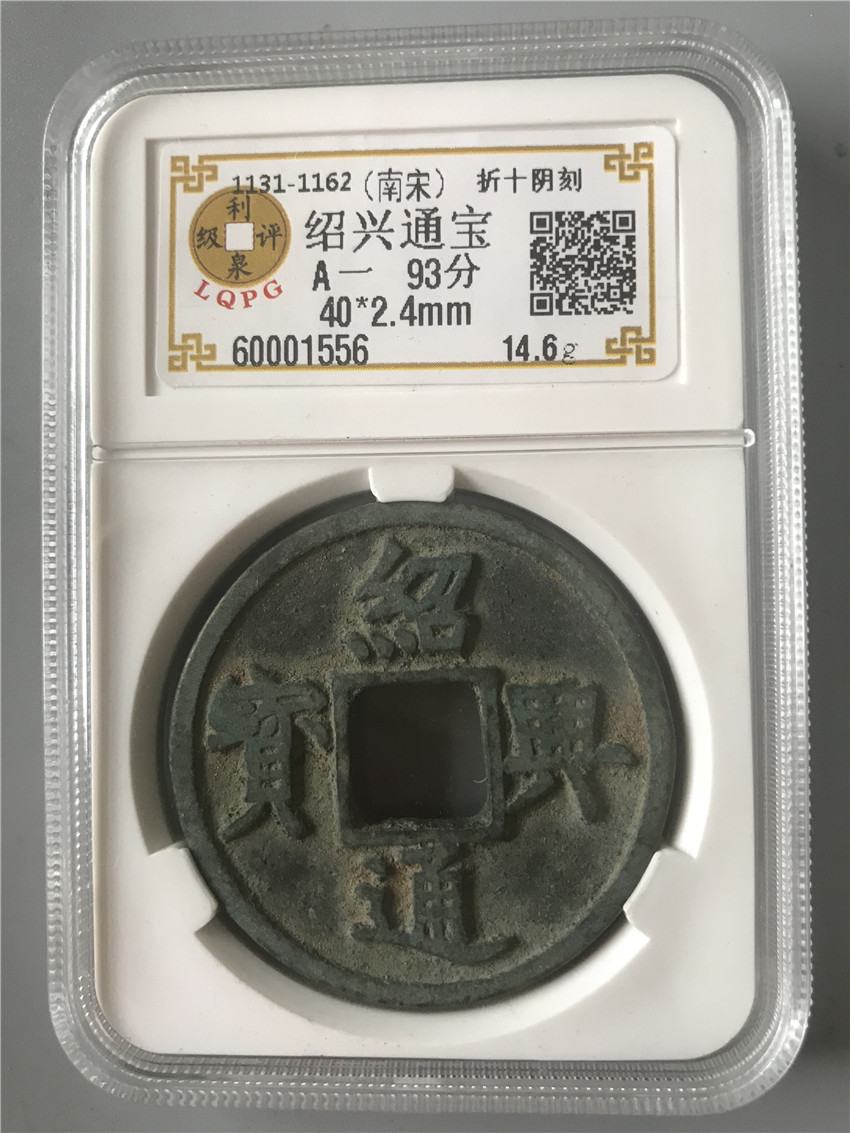 1131-1162(南宋) 折十阴刻
利泉评级
LQPG
绍兴通宝
A一 93分
40*2.4mm
60001556 14.6g
紹興通寶